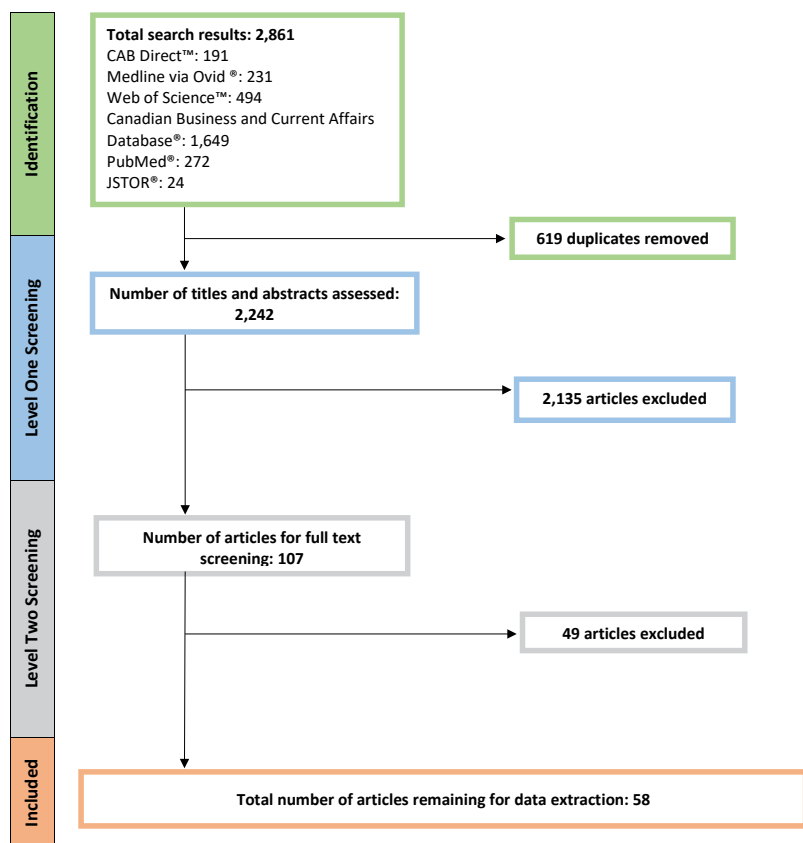 Identification
Total search results: 2,861
CAB Direct™: 191
Medline via Ovid ®: 231
Web of Science™: 494
Canadian Business and Current Affairs
Database®: 1,649
PubMed®: 272
JSTOR®: 24
619 duplicates removed
Level One Screening
Number of titles and abstracts assessed:
2,242
2,135 articles excluded
Level Two Screening
Number of articles for full text
screening: 107
49 articles excluded
Included
Total number of articles remaining for data extraction: 58